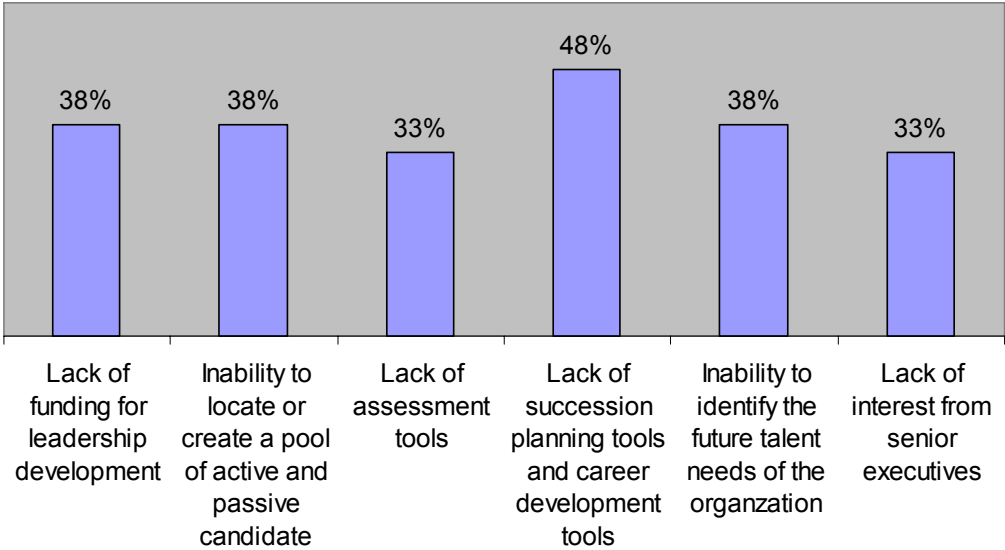 38%
38%
33%
48%
38%
33%
Lack of
funding for
leadership
development
Inability to
locate or
create a pool
of active and
passive
candidate
Lack of
assessment
tools
Lack of
succession
planning tools
and career
development
tools
Inability to
identify the
future talent
needs of the
organzation
Lack of
interest from
senior
executives